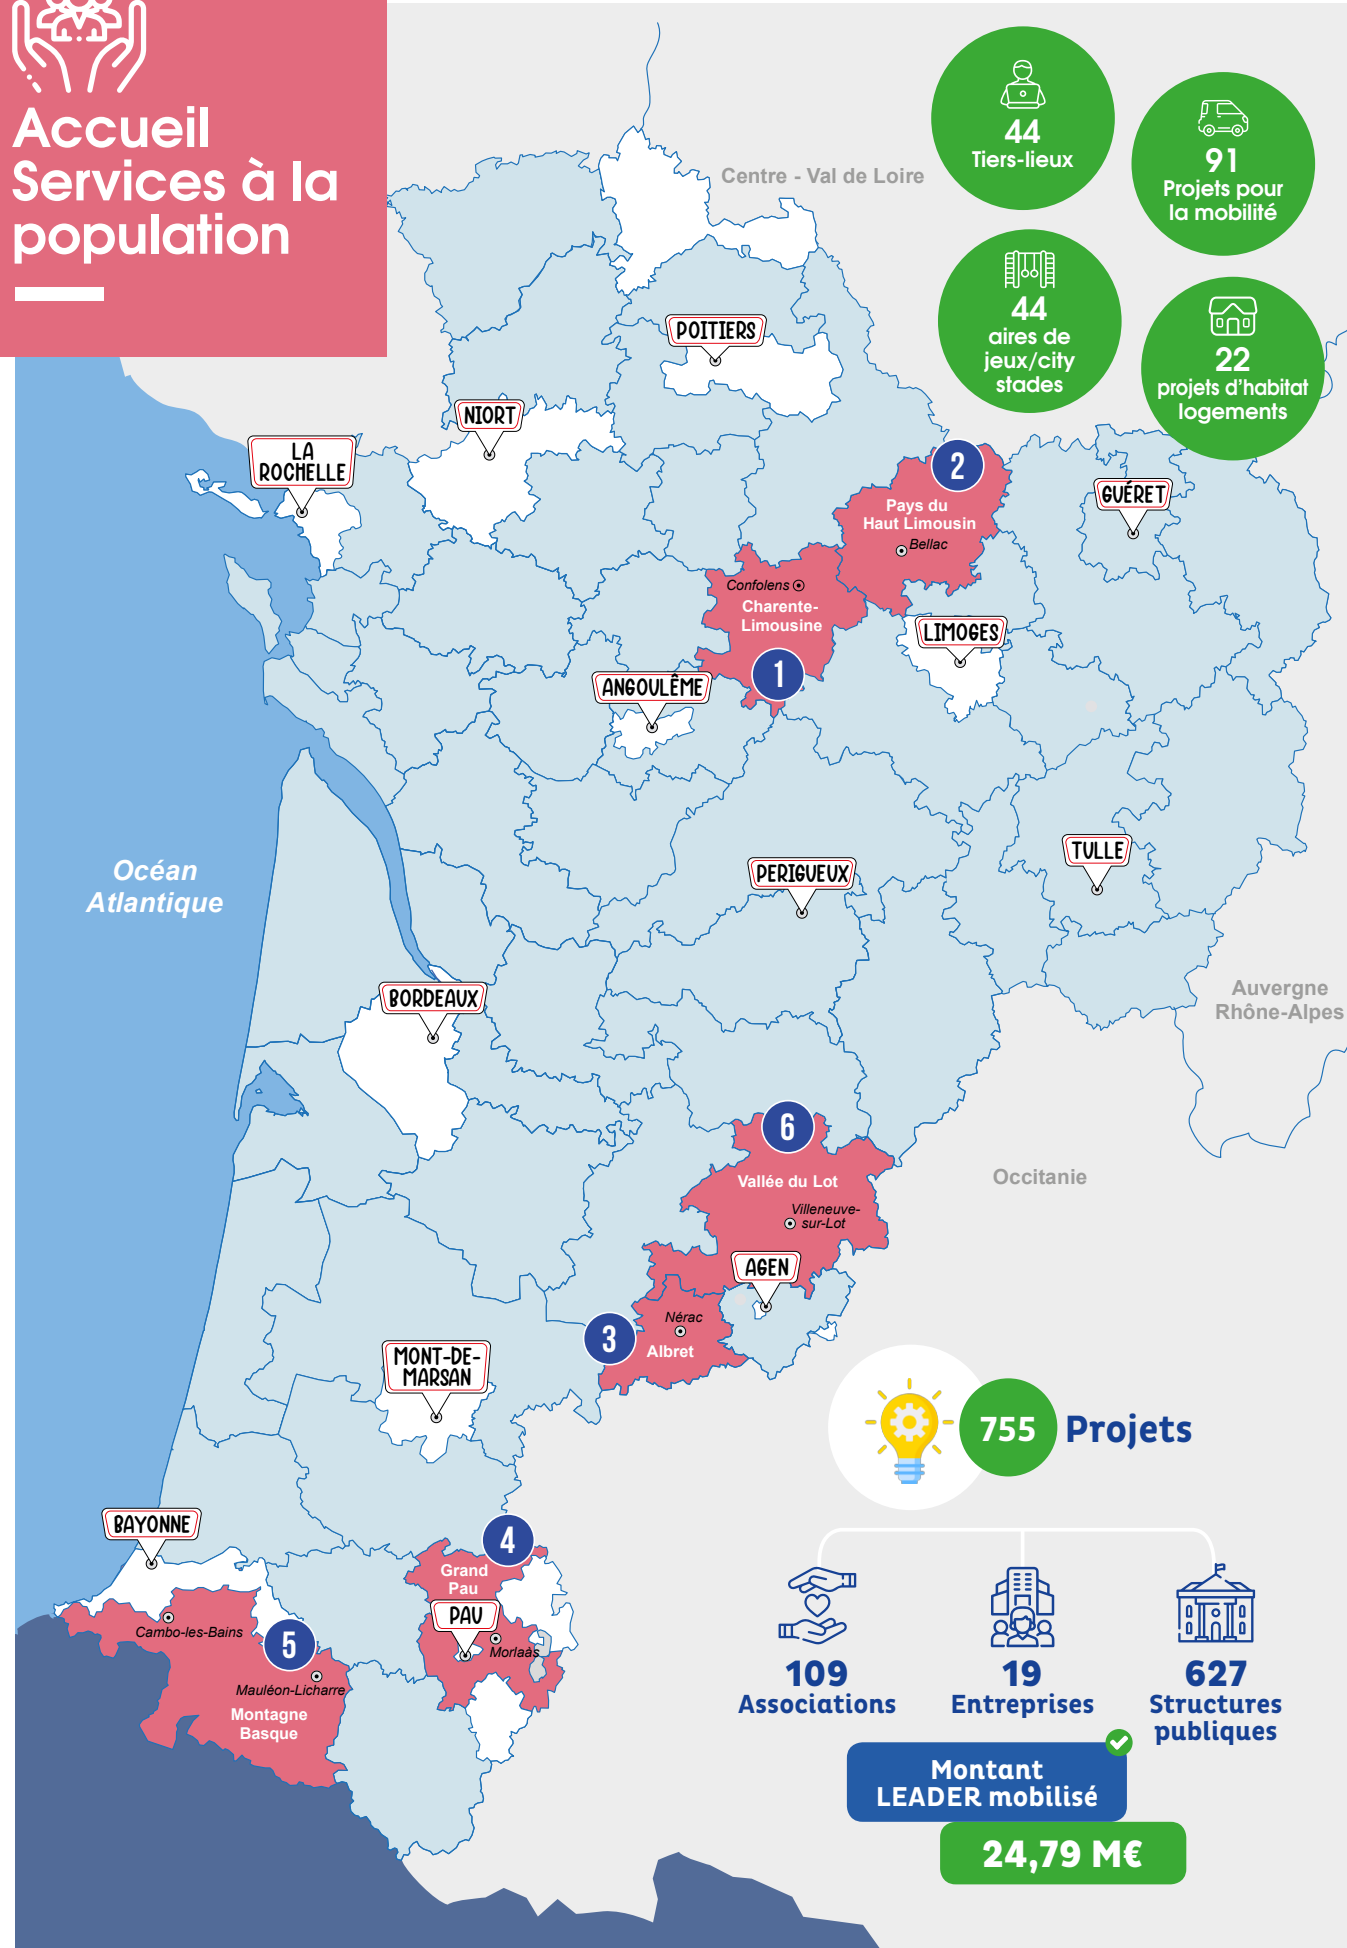 Accueil
Services à la
population
44
Tiers-lieux
91
Projets pour
la mobilité
44
aires de
jeux/city
stades
22
projets d'habitat
logements
Centre - Val de Loire
POITIERS
NIORT
LA
ROCHELLE
2
Pays du
Haut Limousin
Bellac
GUÉRET
Confolens
Charente-
Limousine
1
LIMOGES
ANGOULÊME
Océan
Atlantique
PERIGUEUX
TULLE
BORDEAUX
Auvergne
Rhône-Alpes
6
Vallée du Lot
Villeneuve-
sur-Lot
Occitanie
AGEN
3
Nérac
Albret
MONT-DE-
MARSAN
755
Projets
BAYONNE
4
Grand
Pau
PAU
Morlaàs
Cambo-les-Bains
5
Mauléon-Licharre
Montagne
Basque
109
Associations
19
Entreprises
627
Structures
publiques
Montant
LEADER mobilisé
24,79 M€